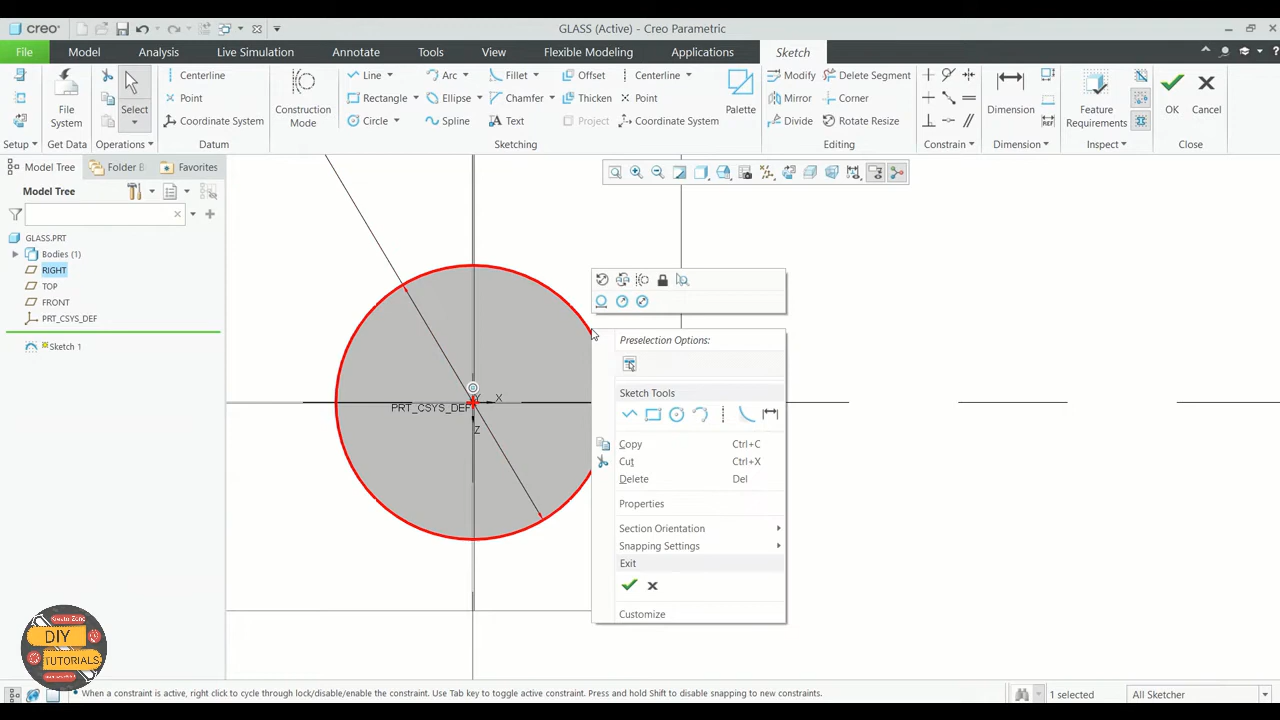 creo
GLASS (Active) - Creo Parametric
File
Model
Analysis
Live Simulation
Annotate
Tools
View
Flexible Modeling
Applications
Sketch
Centerline
Point
Coordinate System
File System
Select
Construction Mode
Line
Rectangle
Circle
Arc
Ellipse
Spline
Fillet
Chamfer
Text
Offset
Thicken
Project
Centerline
Point
Coordinate System
Palette
Modify
Mirror
Divide
Delete Segment
Corner
Rotate Resize
Dimension
Feature Requirements
OK
Cancel
Setup
Get Data
Operations
Datum
Sketching
Editing
Constrain
Dimension
Inspect
Close
Model Tree
Folder B
Favorites
Model Tree
GLASS.PRT
Bodies (1)
RIGHT
TOP
FRONT
PRT_CSYS_DEF
Sketch 1
PRT_CSYS_DEF
Y
X
Z
Preselection Options:
Sketch Tools
Copy Ctrl+C
Cut Ctrl+X
Delete Del
Properties
Section Orientation
Snapping Settings
Exit
Customize
DIY
TUTORIALS
When a constraint is active, right click to cycle through lock/disable/enable the constraint. Use Tab key to toggle active constraint. Press and hold Shift to disable snapping to new constraints.
1 selected
All Sketcher